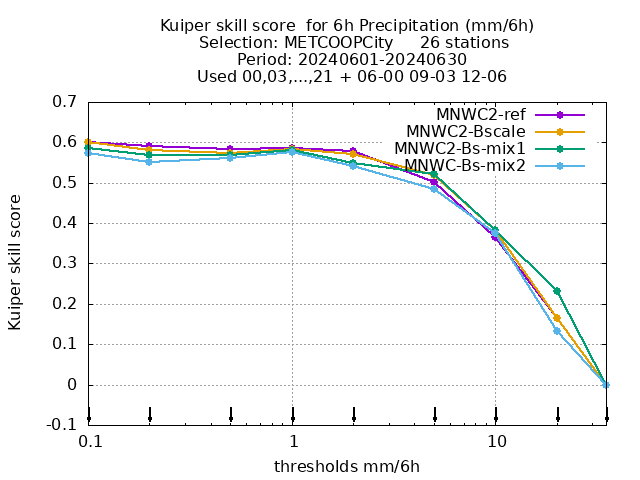 Kuiper skill score  for 6h Precipitation (mm/6h)
Selection: METCOOPCity     26 stations
Period: 20240601-20240630
Used 00,03,...,21 + 06-00 09-03 12-06
MNWC2-ref
MNWC2-Bscale
MNWC2-Bs-mix1
MNWC-Bs-mix2
Kuiper skill score
0.7
0.6
0.5
0.4
0.3
0.2
0.1
0
-0.1
0.1
1
10
thresholds mm/6h